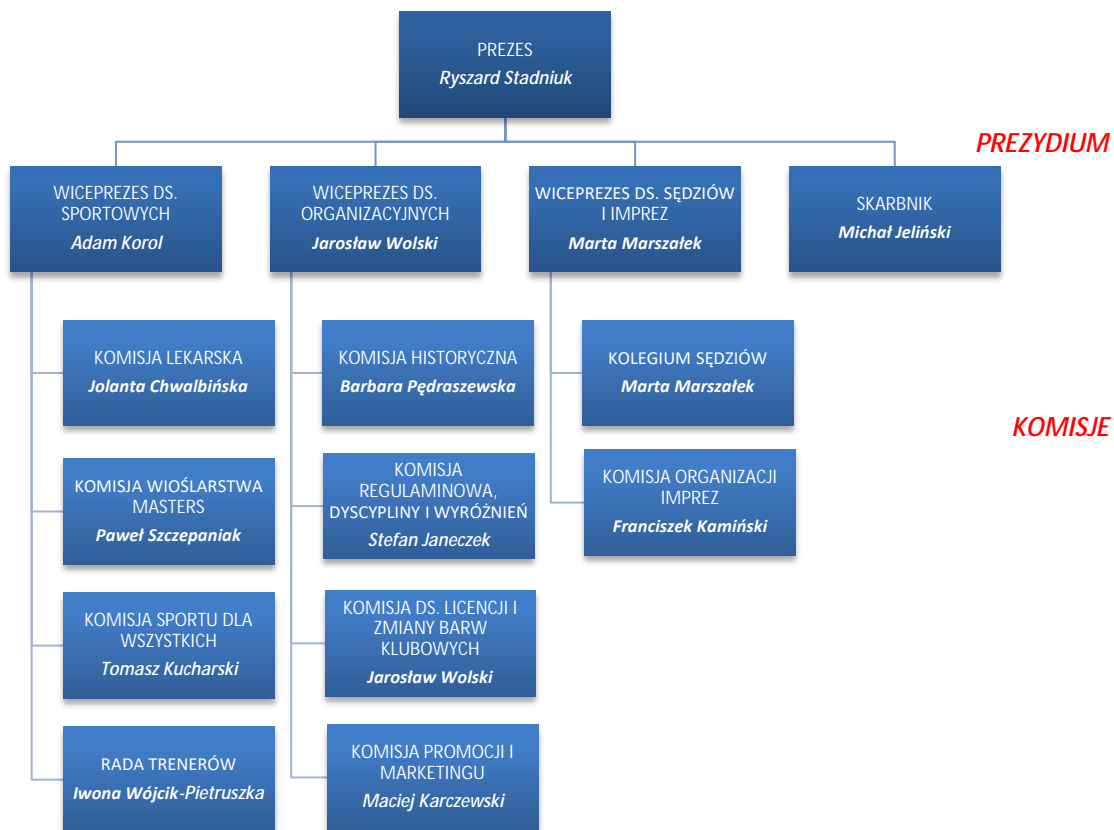 PREZES
Ryszard Stadniuk
PREZYDIUM
WICEPREZES DS.
SPORTOWYCH
Adam Korol
WICEPREZES DS.
ORGANIZACYJNYCH
Jarosław Wolski
WICEPREZES DS. SĘDZIÓW
I IMPREZ
Marta Marszałek
SKARBNIK
Michał Jeliński
KOMISJE
KOMISJA LEKARSKA
Jolanta Chwalbińska
KOMISJA WIOŚLARSTWA
MASTERS
Paweł Szczepaniak
KOMISJA SPORTU DLA
WSZYSTKICH
Tomasz Kucharski
RADA TRENERÓW
Iwona Wójcik-Pietruszka
KOMISJA HISTORYCZNA
Barbara Pędraszewska
KOMISJA
REGULAMINOWA,
DYSCYPLINY I WYRÓŻNIEŃ
Stefan Janeczek
KOMISJA DS. LICENCJI I
ZMIANY BARW
KLUBOWYCH
Jarosław Wolski
KOMISJA PROMOCJI I
MARKETINGU
Maciej Karczewski
KOLEGIUM SĘDZIÓW
Marta Marszałek
KOMISJA ORGANIZACJI
IMPREZ
Franciszek Kamiński